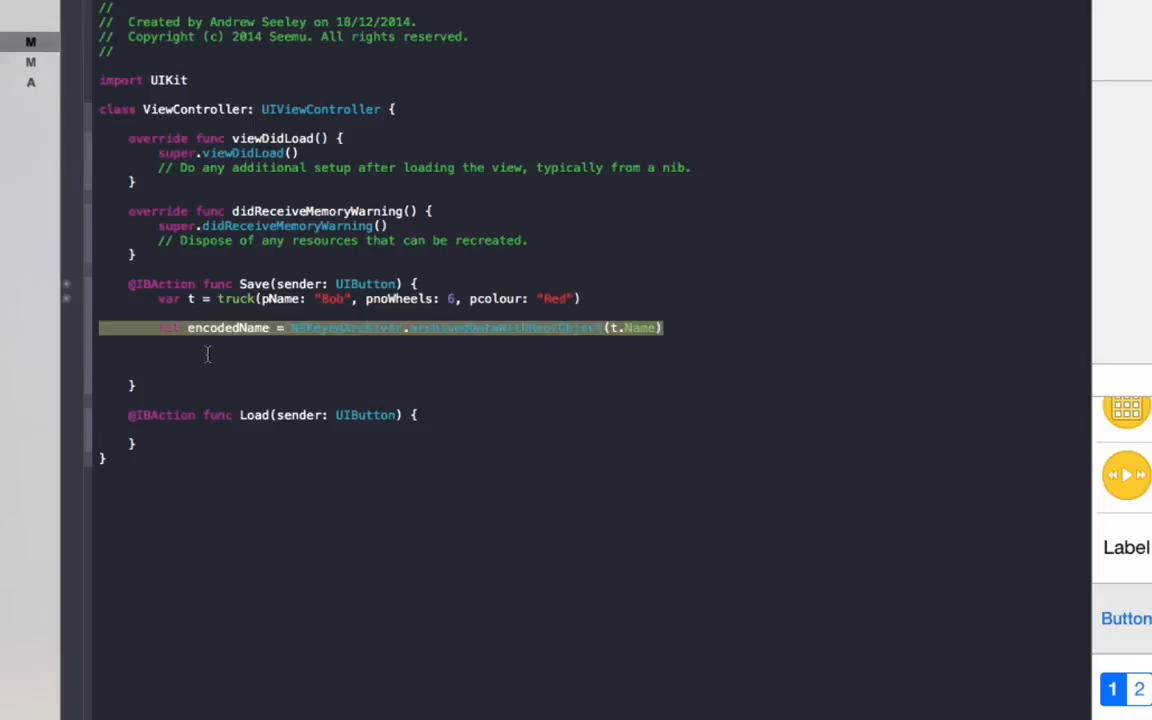 //
//  Created by Andrew Seeley on 18/12/2014.
//  Copyright (c) 2014 Seemu. All rights reserved.
//
import UIKit
class ViewController: UIViewController {
override func viewDidLoad() {
super.viewDidLoad()
// Do any additional setup after loading the view, typically from a nib.
}
override func didReceiveMemoryWarning() {
super.didReceiveMemoryWarning()
// Dispose of any resources that can be recreated.
}
@IBAction func Save(sender: UIButton) {
var t = truck(pName: "Bob", pnoWheels: 6, pcolour: "Red")
let encodedName = NSKeyedArchiver.archivedDataWithRootObject(t.Name)
}
@IBAction func Load(sender: UIButton) {
}
}
M
M
A
Label
Button
1 2